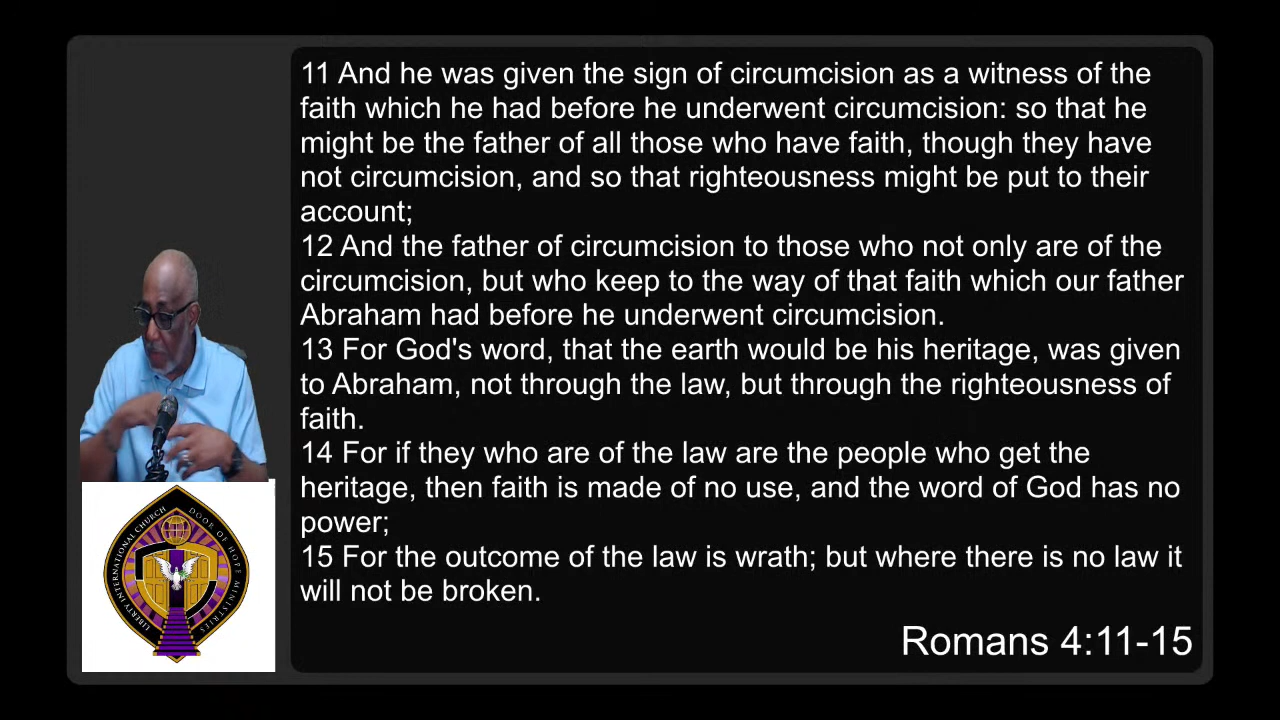 11 And he was given the sign of circumcision as a witness of the
faith which he had before he underwent circumcision: so that he
might be the father of all those who have faith, though they have
not circumcision, and so that righteousness might be put to their
account;
12 And the father of circumcision to those who not only are of the
circumcision, but who keep to the way of that faith which our father
Abraham had before he underwent circumcision.
13 For God's word, that the earth would be his heritage, was given
to Abraham, not through the law, but through the righteousness of
faith.
14 For if they who are of the law are the people who get the
heritage, then faith is made of no use, and the word of God has no
power;
15 For the outcome of the law is wrath; but where there is no law it
will not be broken.
Romans 4:11-15
LIBERTY INTERNATIONAL CHURCH
DOOR OF HOPE MINISTRIES